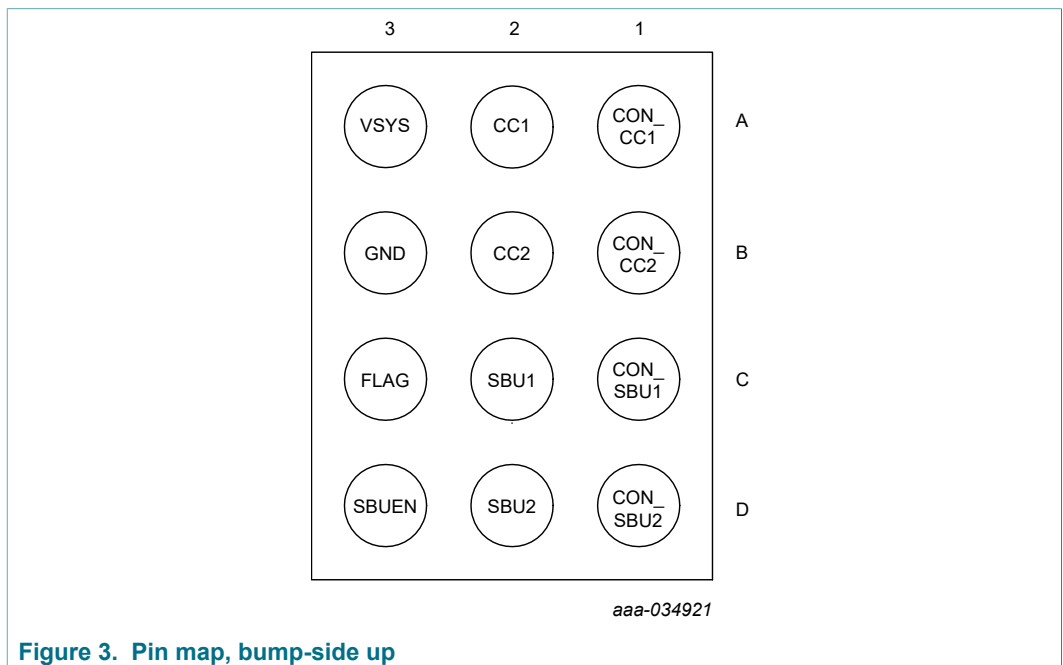 3 2 1
VSYS CC1 CON_
CC1 A
GND CC2 CON_
CC2 B
FLAG SBU1 CON_
SBU1 C
SBUEN SBU2 CON_
SBU2 D
aaa-034921
Figure 3. Pin map, bump-side up